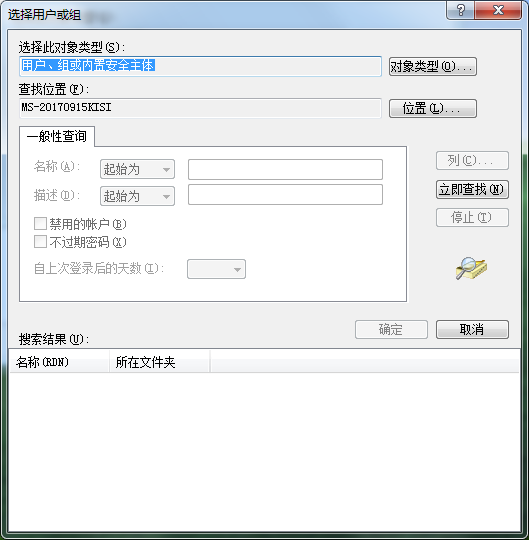 选择用户或组
选择此对象类型(S):
用户、组或内置安全主体
对象类型(O)...
查找位置(F):
MS-20170915KISI
位置(L)...
一般性查询
名称(A):
起始为
列(C)...
描述(D):
起始为
立即查找(N)
禁用的帐户(B)
停止(T)
不过期密码(X)
自上次登录后的天数(I):
确定
取消
搜索结果(U):
名称(RDN)
所在文件夹